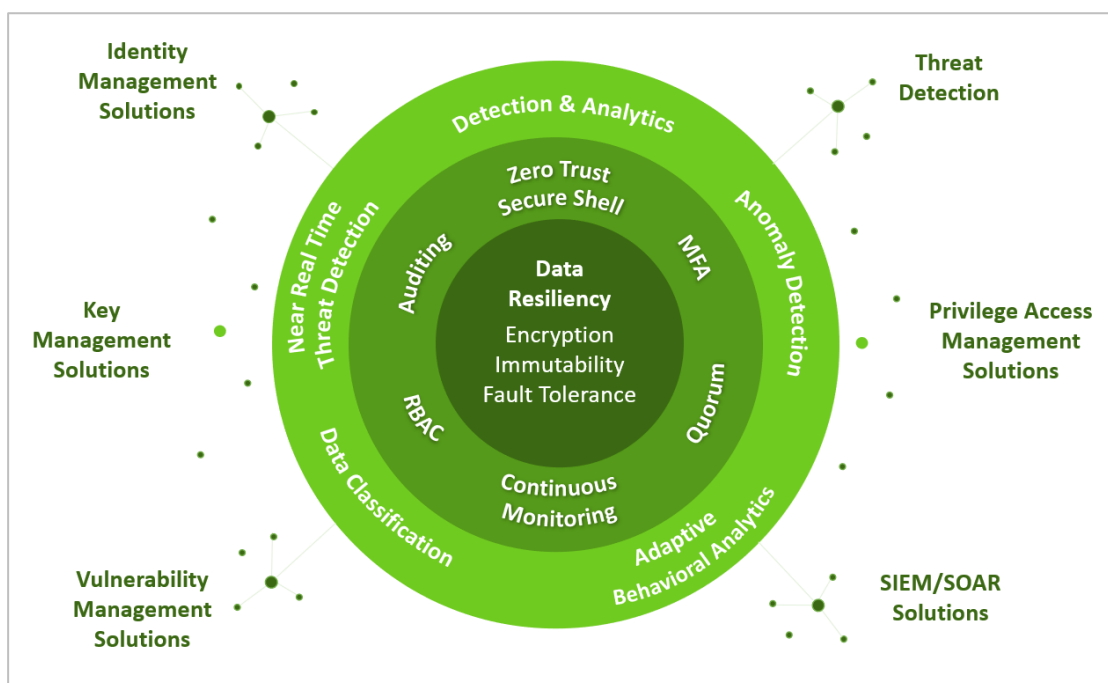 Identity
Management
Solutions
Threat
Detection
Detection & Analytics
Near Real Time
Threat Detection
Anomaly Detection
Zero Trust
Secure Shell
Auditing
MFA
Data
Resiliency
Encryption
Immutability
Fault Tolerance
Key
Management
Solutions
Privilege Access
Management
Solutions
RBAC
Quorum
Continuous
Monitoring
Data Classification
Adaptive
Behavioral Analytics
Vulnerability
Management
Solutions
SIEM/SOAR
Solutions